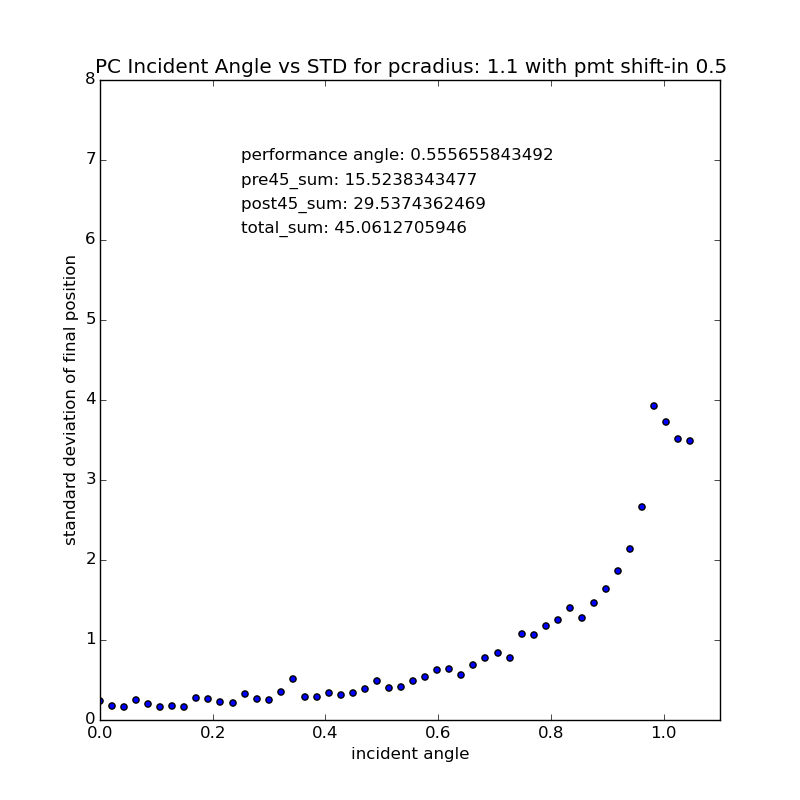 PC Incident Angle vs STD for pcradius: 1.1 with pmt shift-in 0.5
8
performance angle: 0.555655843492
7
pre45_sum: 15.5238343477
post45_sum: 29.5374362469
total_sum: 45.0612705946
6
5
4
3
2
1
0
standard deviation of final position
0.0 0.2 0.4 0.6 0.8 1.0
incident angle